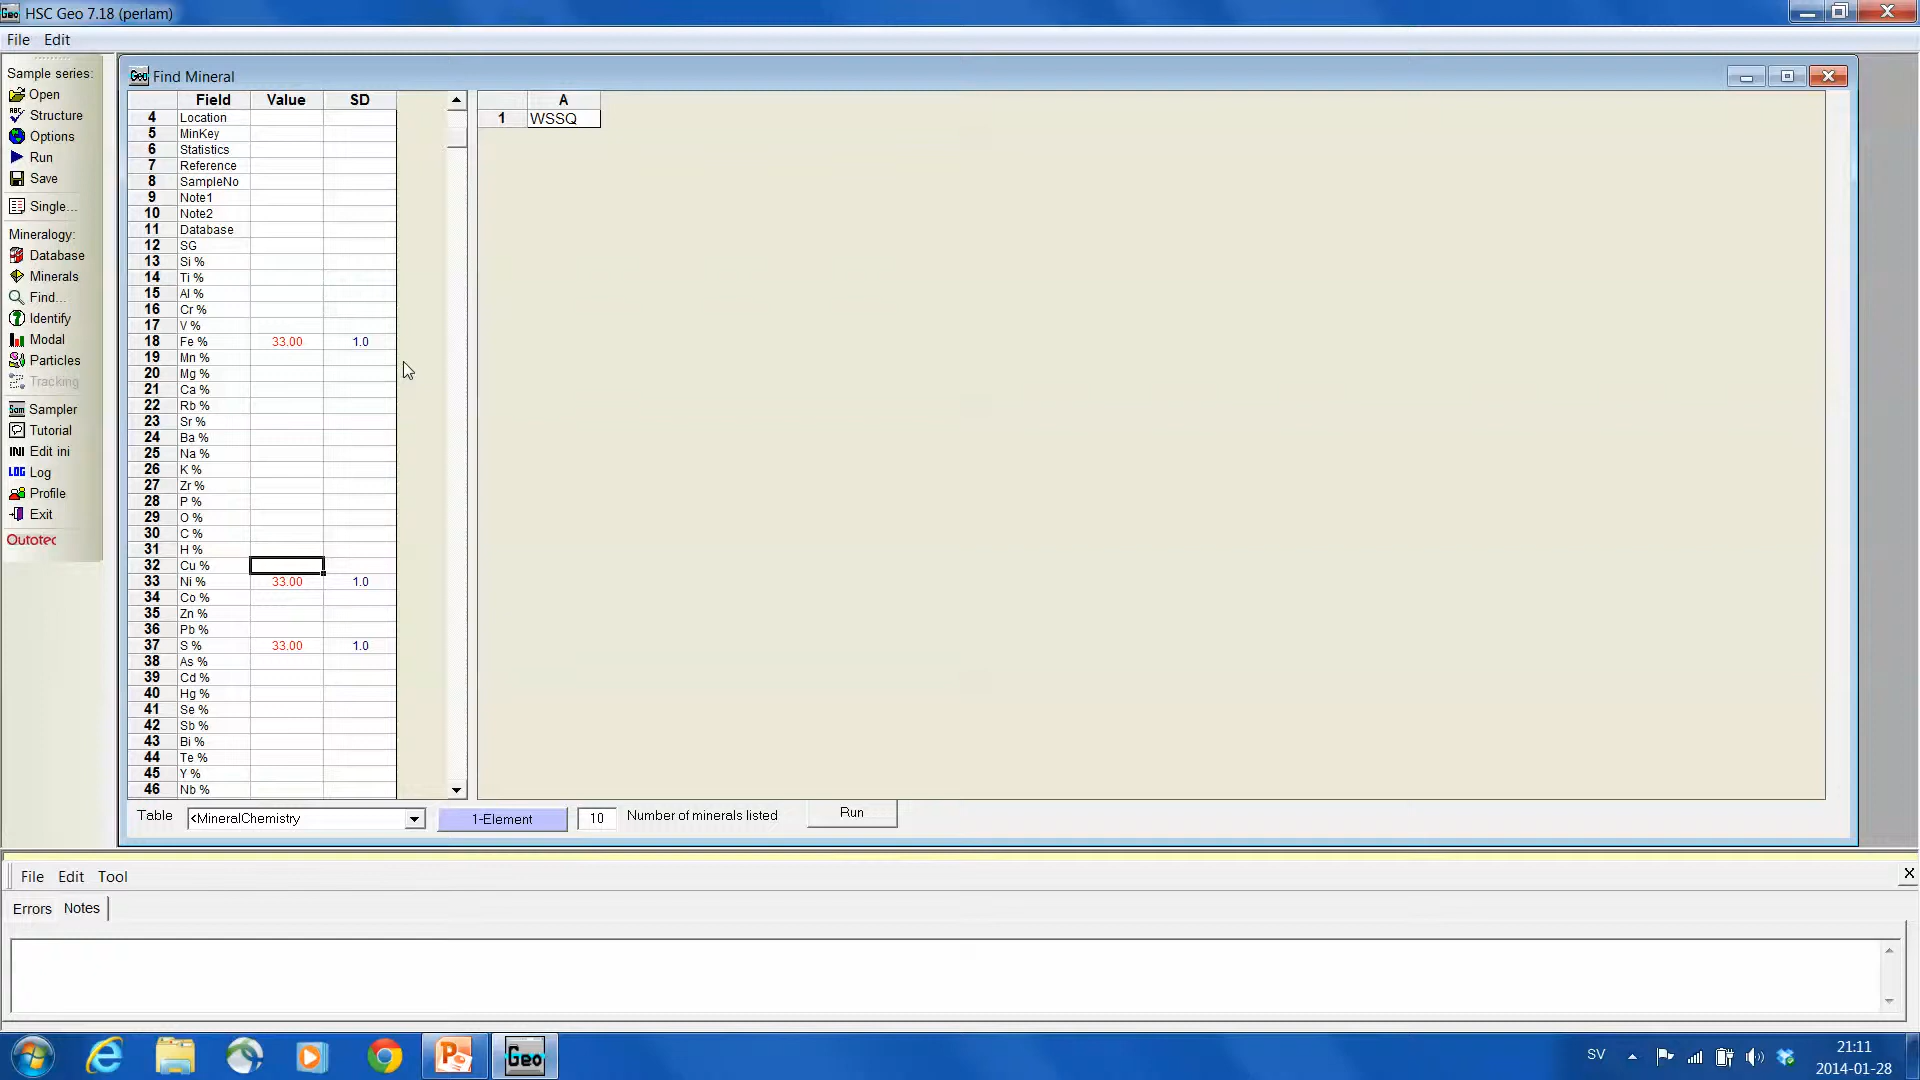 HSC Geo 7.18 (perlam)
File Edit
Sample series:
Open
Structure
Options
Run
Save
Single...
Mineralogy:
Database
Minerals
Find...
Identify
Modal
Particles
Tracking
Sampler
Tutorial
Edit ini
Log
Profile
Exit
Outotec
Find Mineral
Field Value SD
4 Location
5 MinKey
6 Statistics
7 Reference
8 SampleNo
9 Note1
10 Note2
11 Database
12 SG
13 Si %
14 Ti %
15 Al %
16 Cr %
17 V %
18 Fe % 33.00 1.0
19 Mn %
20 Mg %
21 Ca %
22 Rb %
23 Sr %
24 Ba %
25 Na %
26 K %
27 Zr %
28 P %
29 O %
30 C %
31 H %
32 Cu %
33 Ni % 33.00 1.0
34 Co %
35 Zn %
36 Pb %
37 S % 33.00 1.0
38 As %
39 Cd %
40 Hg %
41 Se %
42 Sb %
43 Bi %
44 Te %
45 Y %
46 Nb %
A
1 WSSQ
Table <MineralChemistry 1-Element 10 Number of minerals listed Run
File Edit Tool
Errors Notes
SV
21:11
2014-01-28